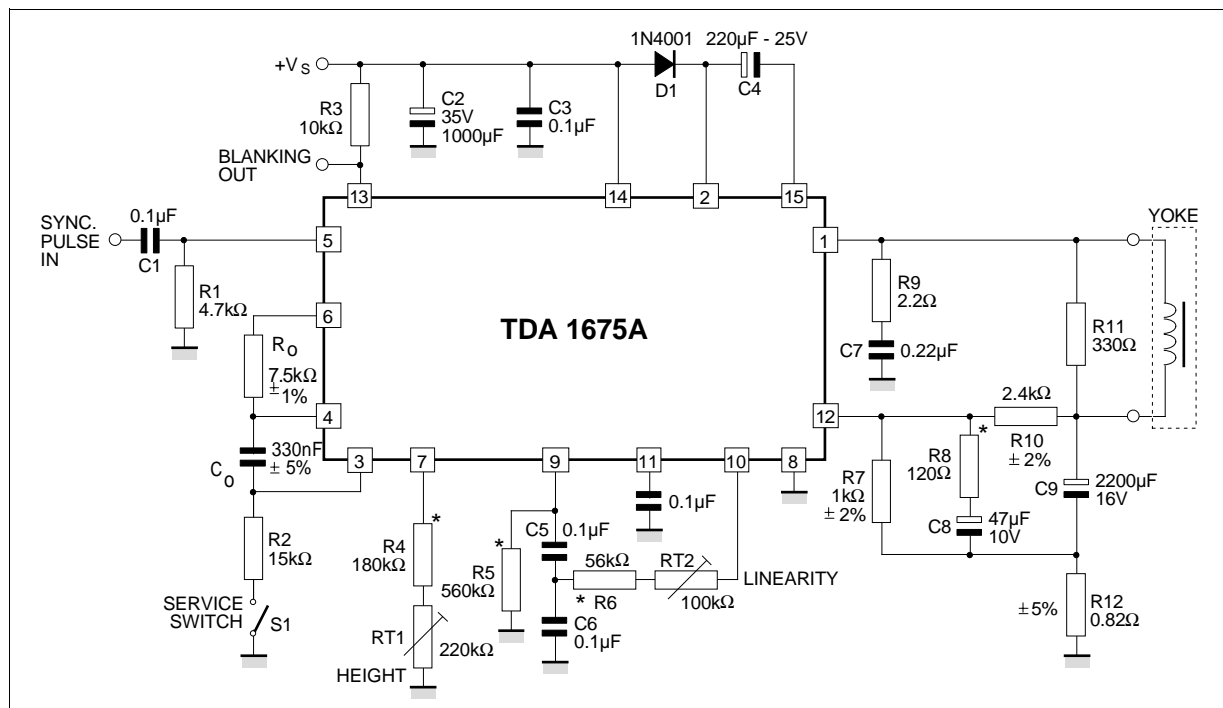 1N4001
220µF - 25V
+VS
D1
C4
R3
10kΩ
C2
35V
1000µF
C3
0.1µF
BLANKING
OUT
13
14
2
15
SYNC.
PULSE
IN
0.1µF
C1
5
1
YOKE
R1
4.7kΩ
6
TDA 1675A
R9
2.2Ω
R11
330Ω
Ro
7.5kΩ
±1%
C7
0.22µF
4
12
2.4kΩ
R10
±2%
330nF
±5%
Co
3
7
9
11
10
8
R7
1kΩ
±2%
*
R8
120Ω
C9
2200µF
16V
C8
47µF
10V
R2
15kΩ
*
R4
180kΩ
*
R5
560kΩ
C5
0.1µF
0.1µF
56kΩ
* R6
RT2
100kΩ
LINEARITY
SERVICE
SWITCH
S1
RT1
220kΩ
HEIGHT
C6
0.1µF
±5%
R12
0.82Ω